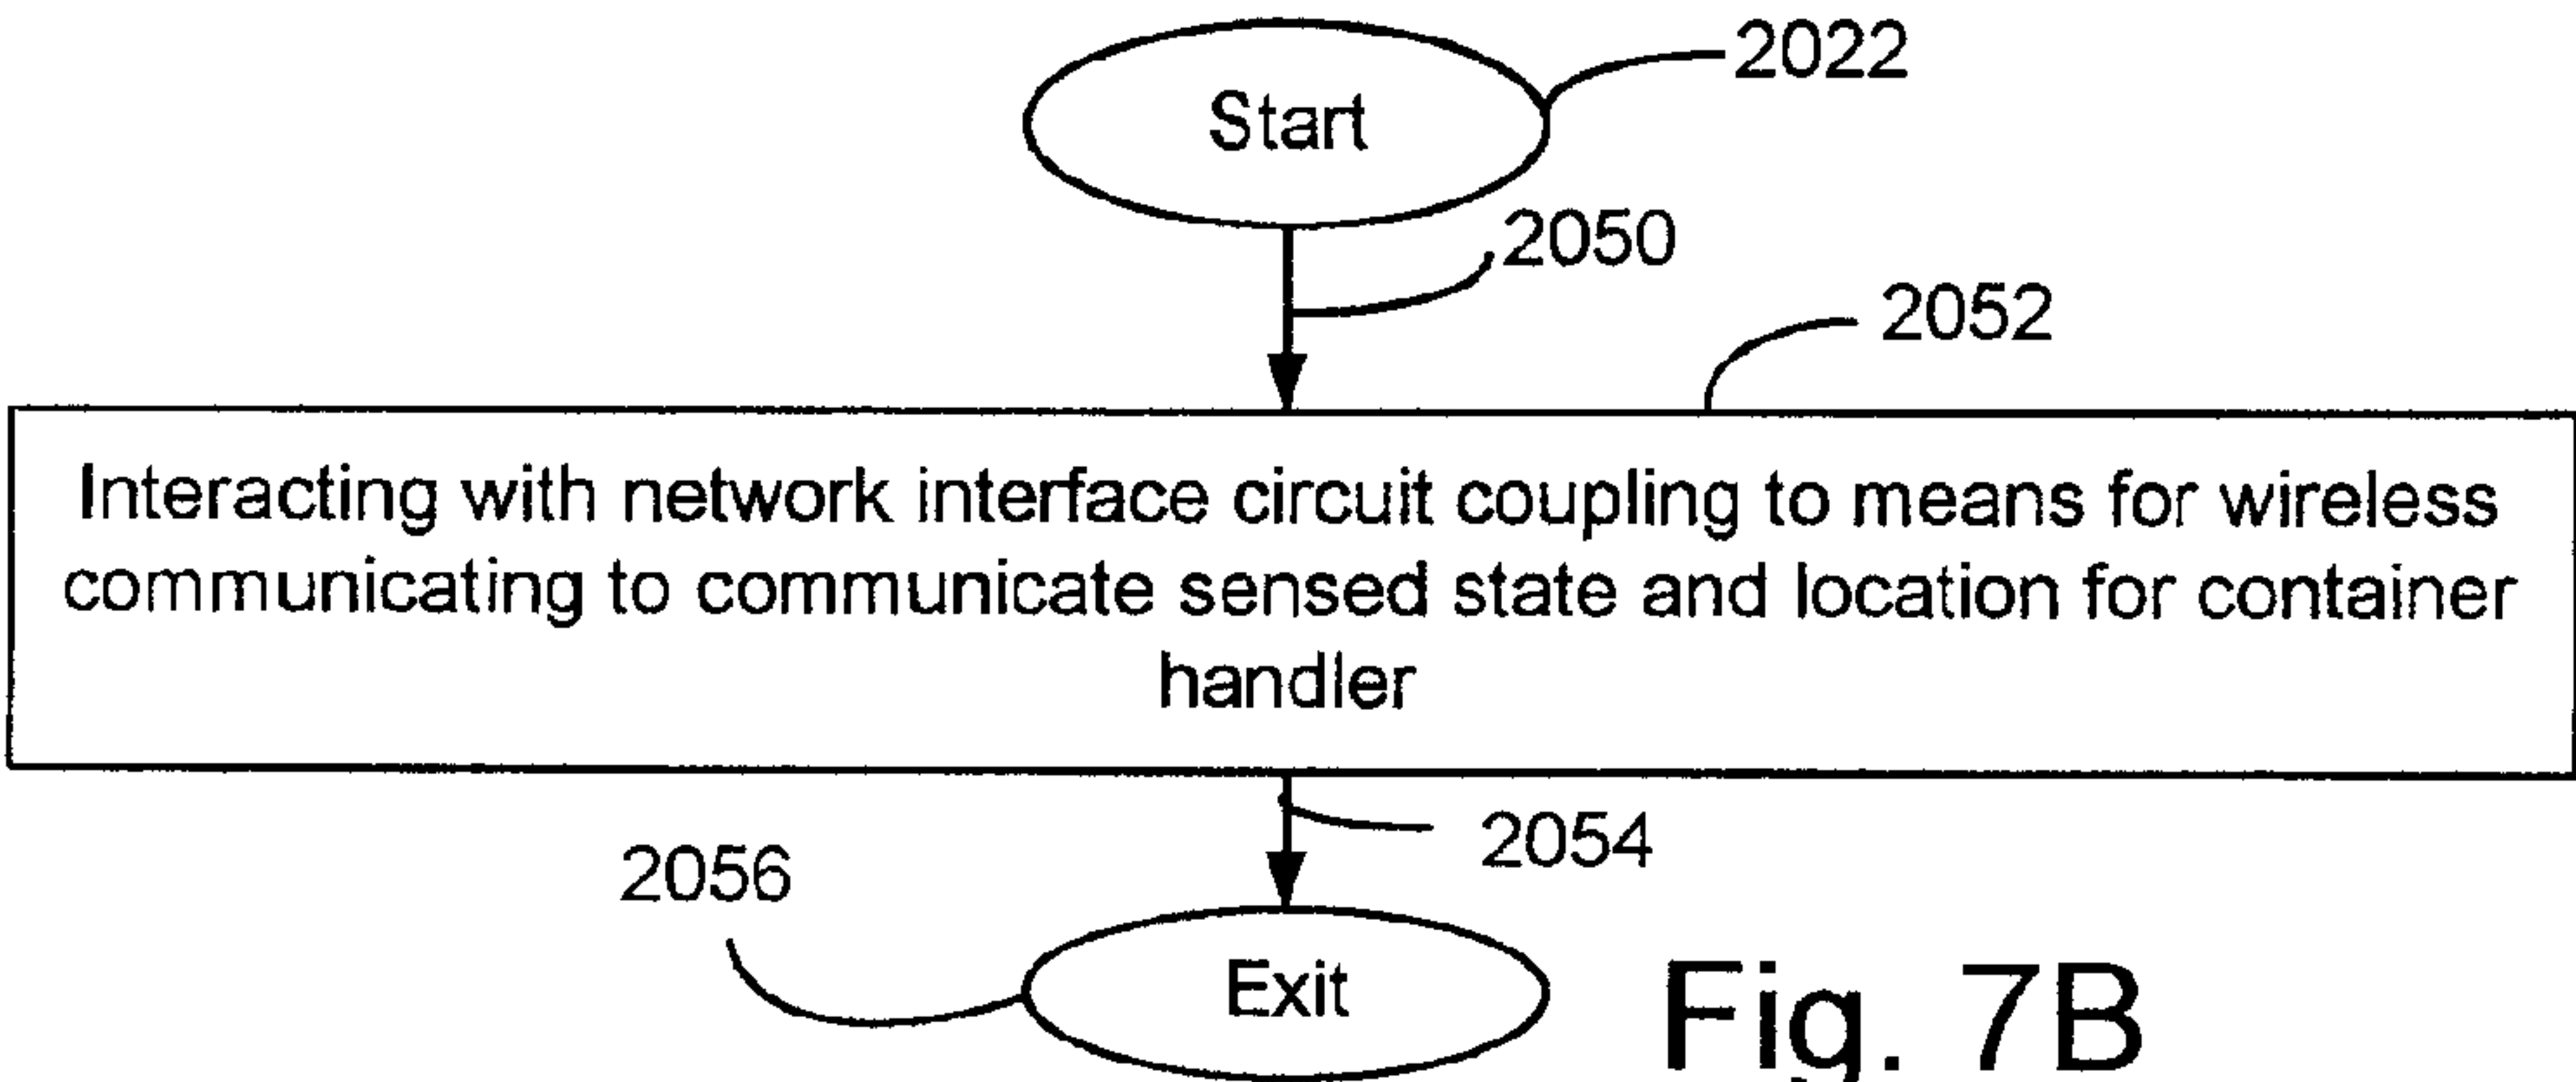 Start
2022
2050
2052
Interacting with network interface circuit coupling to means for wireless
communicating to communicate sensed state and location for container
handler
2054
2056
Exit
Fig. 7B